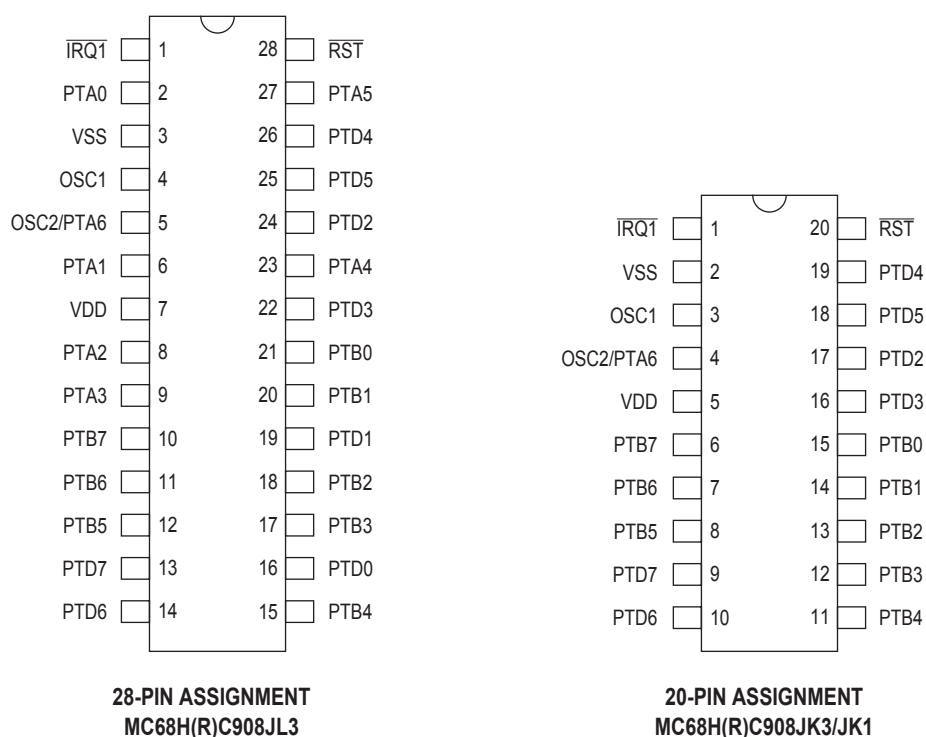 IRQ1 1 28 RST
PTA0 2 27 PTA5
VSS 3 26 PTD4
OSC1 4 25 PTD5
OSC2/PTA6 5 24 PTD2
PTA1 6 23 PTA4
VDD 7 22 PTD3
PTA2 8 21 PTB0
PTA3 9 20 PTB1
PTB7 10 19 PTD1
PTB6 11 18 PTB2
PTB5 12 17 PTB3
PTD7 13 16 PTD0
PTD6 14 15 PTB4
28-PIN ASSIGNMENT
MC68H(R)C908JL3
IRQ1 1 20 RST
VSS 2 19 PTD4
OSC1 3 18 PTD5
OSC2/PTA6 4 17 PTD2
VDD 5 16 PTD3
PTB7 6 15 PTB0
PTB6 7 14 PTB1
PTB5 8 13 PTB2
PTD7 9 12 PTB3
PTD6 10 11 PTB4
20-PIN ASSIGNMENT
MC68H(R)C908JK3/JK1